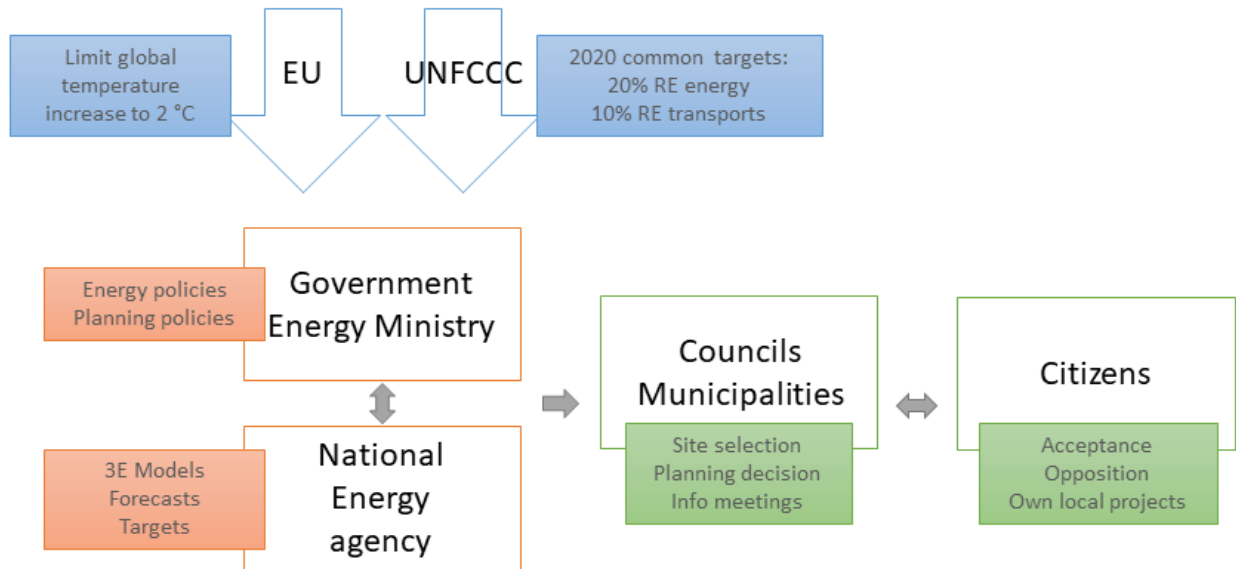 Limit global
temperature
increase to 2 °C
EU
UNFCCC
2020 common targets:
20% RE energy
10% RE transports
Energy policies
Planning policies
Government
Energy Ministry
3E Models
Forecasts
Targets
National
Energy
agency
Councils
Municipalities
Site selection
Planning decision
Info meetings
Citizens
Acceptance
Opposition
Own local projects